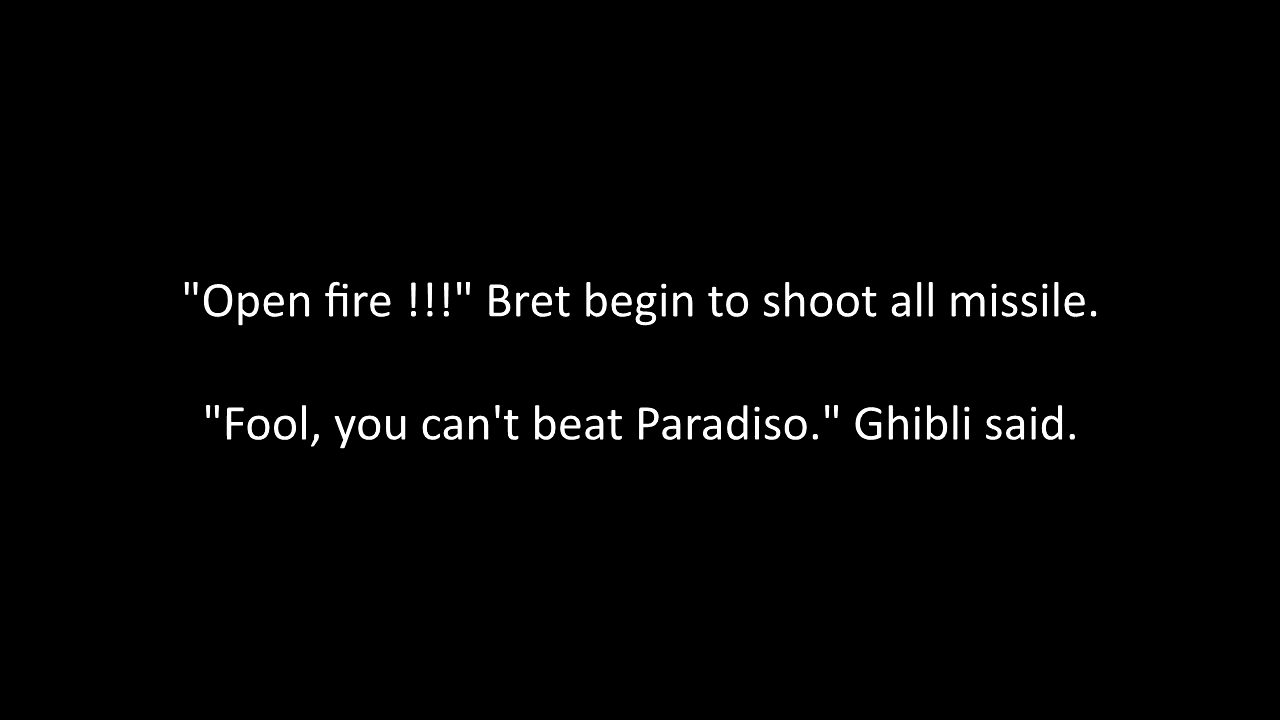 "Open fire !!!" Bret begin to shoot all missile.
"Fool, you can't beat Paradiso." Ghibli said.